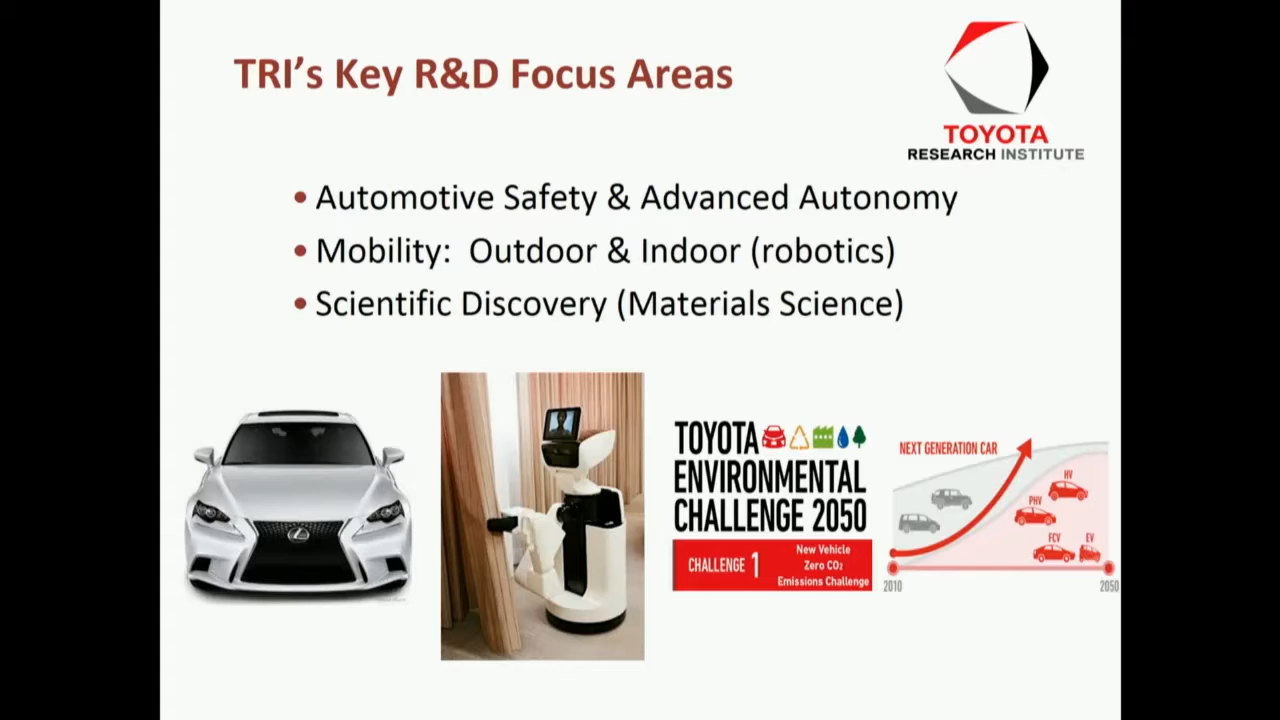 TRI's Key R&D Focus Areas
TOYOTA
RESEARCH INSTITUTE
• Automotive Safety & Advanced Autonomy
• Mobility: Outdoor & Indoor (robotics)
• Scientific Discovery (Materials Science)
TOYOTA
ENVIRONMENTAL
CHALLENGE 2050
CHALLENGE 1
New Vehicle
Zero CO₂
Emissions Challenge
NEXT GENERATION CAR
HV
PHV
FCV
EV
2010
2050